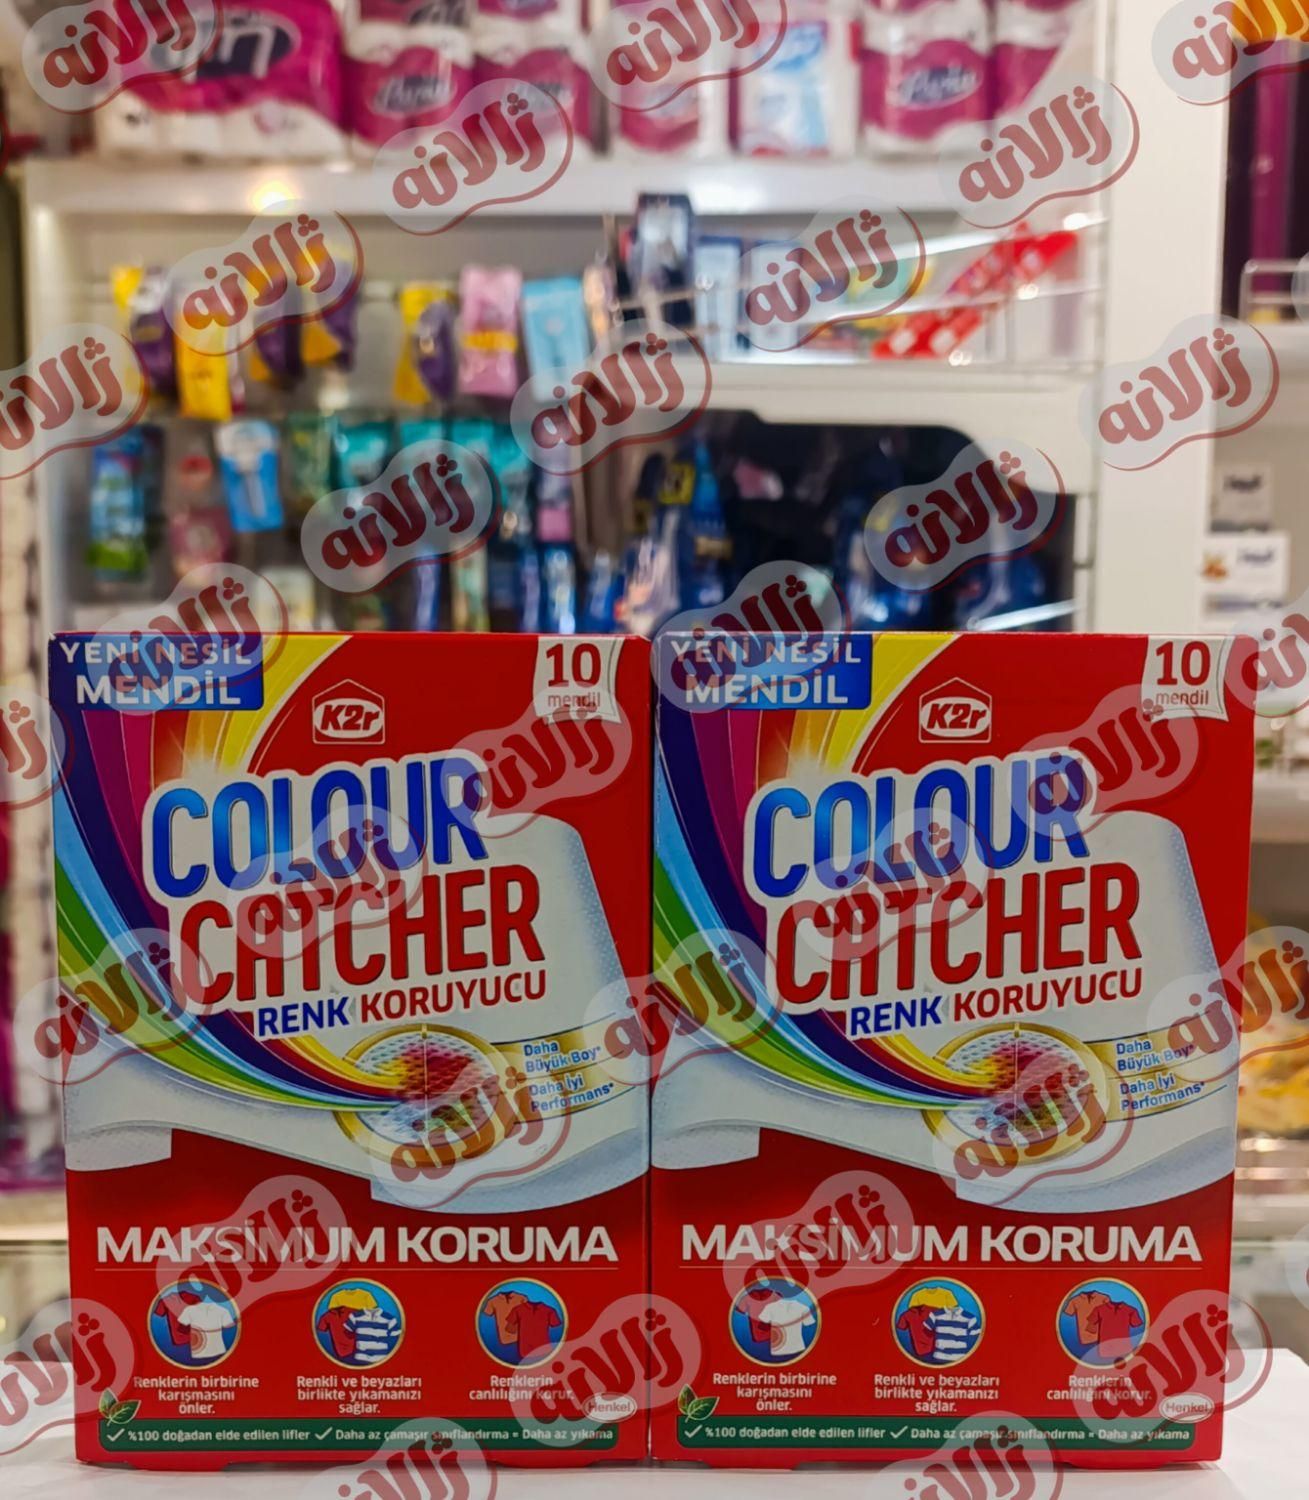 YENİ NESİL
MENDİL
10
mendil
K2r
COLOUR
CATCHER
RENK KORUYUCU
Daha
Büyük Boy*
Daha İyi
Performans*
MAKSİMUM KORUMA
Renklerin birbirine
karışmasını
önler.
Renkli ve beyazları
birlikte yıkamanızı
sağlar.
Renklerin
canlılığını korur.
Henkel
%100 doğadan elde edilen lifler ✓ Daha az çamaşır sınıflandırma = Daha az yıkama
YENİ NESİL
MENDİL
10
mendil
K2r
COLOUR
CATCHER
RENK KORUYUCU
Daha
Büyük Boy*
Daha İyi
Performans*
MAKSİMUM KORUMA
Renklerin birbirine
karışmasını
önler.
Renkli ve beyazları
birlikte yıkamanızı
sağlar.
Renklerin
canlılığını korur.
Henkel
%100 doğadan elde edilen lifler ✓ Daha az çamaşır sınıflandırma = Daha az yıkama
ژالانه